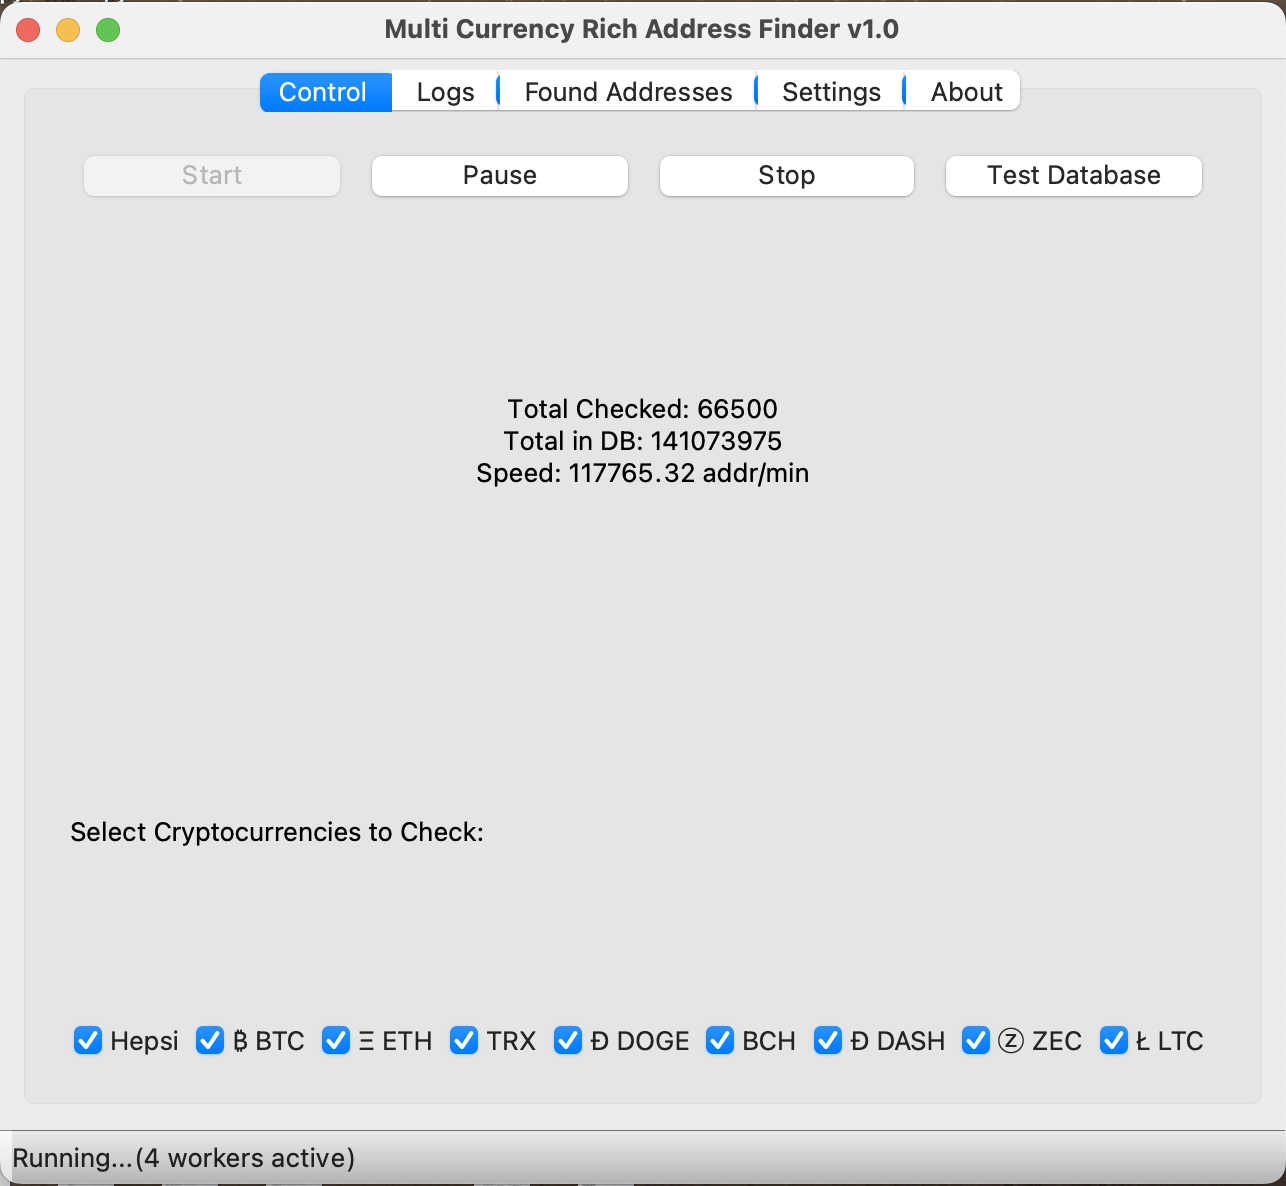 Multi Currency Rich Address Finder v1.0
Control Logs Found Addresses Settings About
Start Pause Stop Test Database
Total Checked: 66500
Total in DB: 141073975
Speed: 117765.32 addr/min
Select Cryptocurrencies to Check:
Hepsi ₿ BTC Ξ ETH TRX Ð DOGE BCH Đ DASH ⓩ ZEC Ł LTC
Running...(4 workers active)